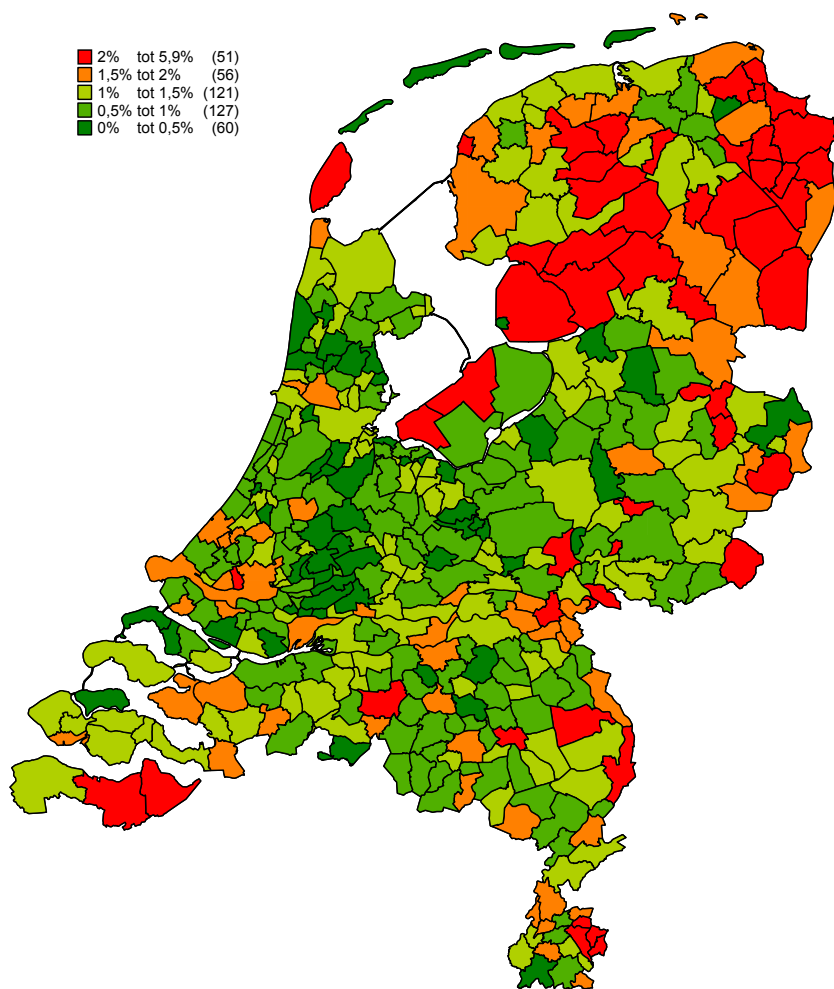 2% tot 5,9% (51)
1,5% tot 2% (56)
1% tot 1,5% (121)
0,5% tot 1% (127)
0% tot 0,5% (60)